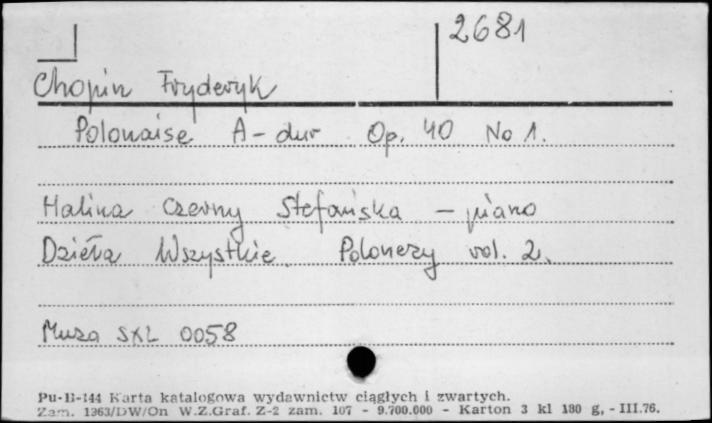 2681
Chopin Fryderyk
Polonaise A-dur Op. 40 No 1.
Halina Czerny Stefańska – piano
Dzieła Wszystkie. Polonezy vol. 2.
Muza SXL 0058
Pu-B-144 Karta katalogowa wydawnictw ciągłych i zwartych.
Zam. 1363/DW/On W.Z.Graf. Z-2 zam. 107 - 9.700.000 - Karton 3 kl 180 g, - III.76.